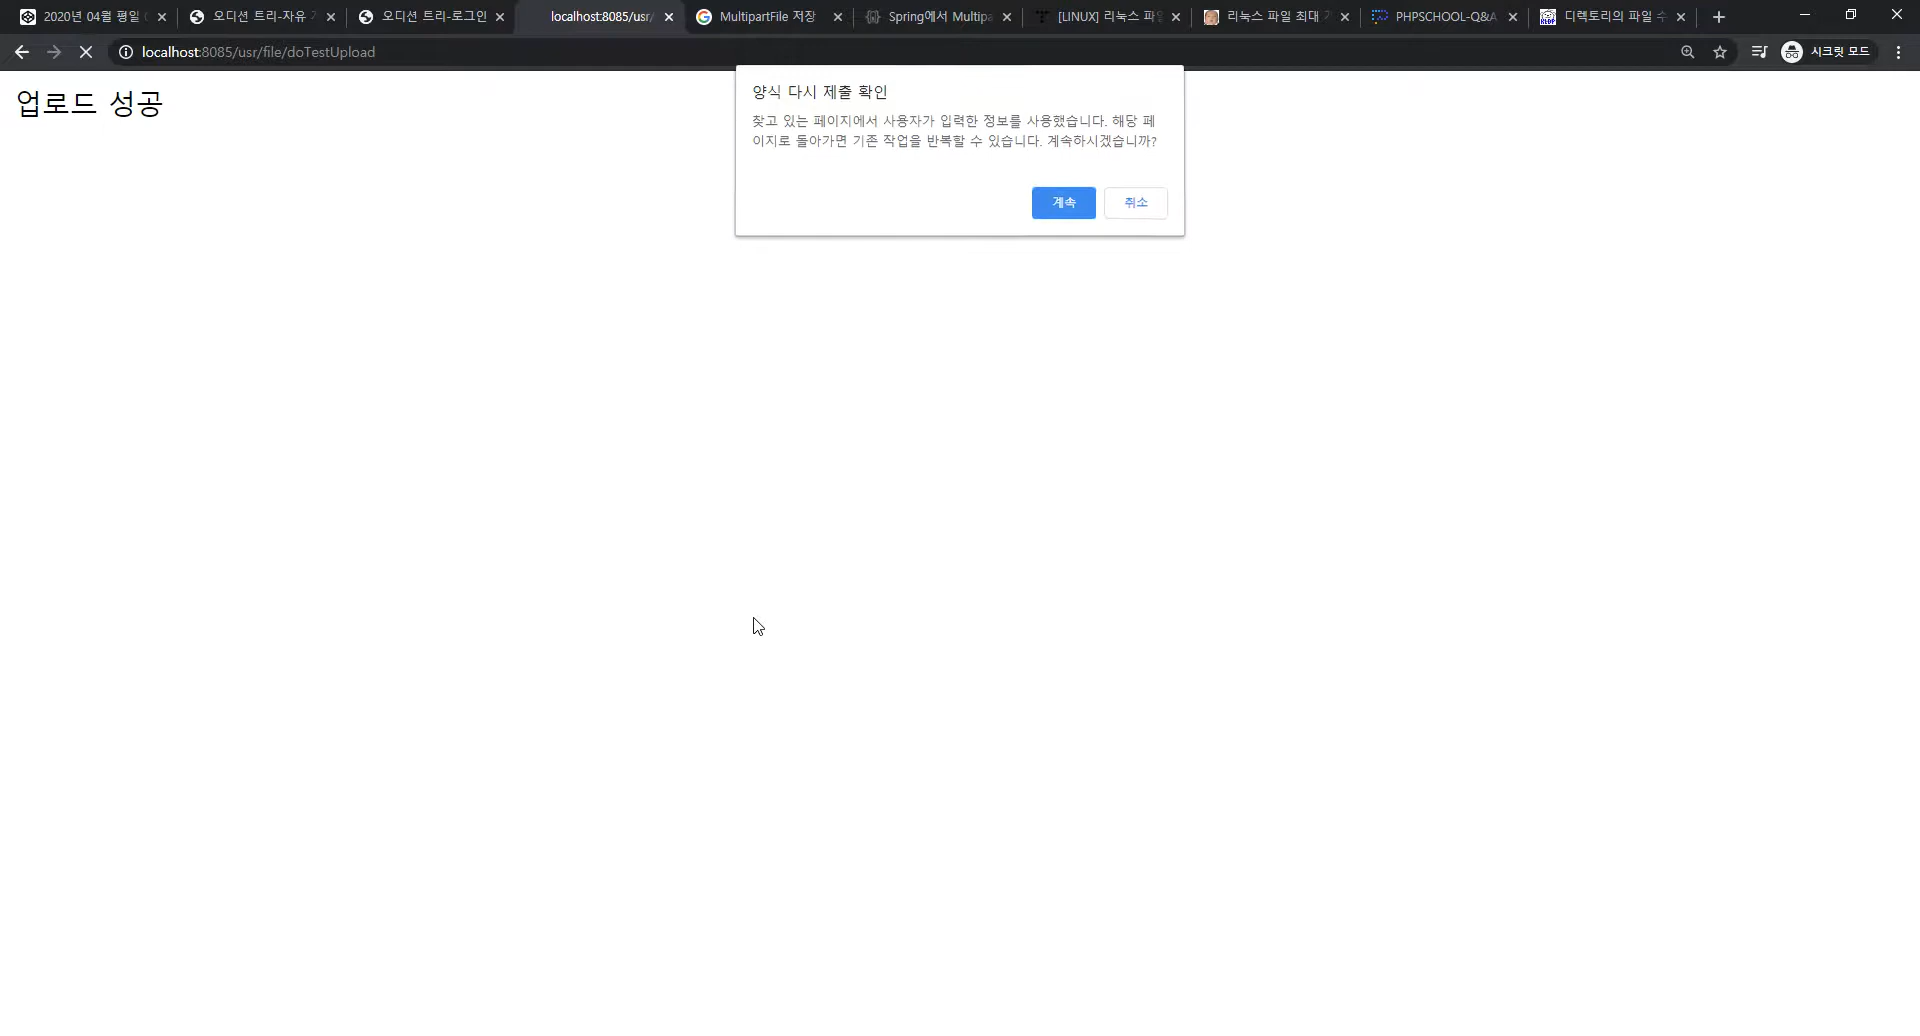 2020년 04월 평일
오디션 트리-자유
오디션 트리-로그인
localhost:8085/usr/
MultipartFile 저장
Spring에서 Multipa
[LINUX] 리눅스 파일
리눅스 파일 최대
PHPSCHOOL-Q&A
디렉토리의 파일 수
localhost:8085/usr/file/doTestUpload
시크릿 모드
업로드 성공
양식 다시 제출 확인
찾고 있는 페이지에서 사용자가 입력한 정보를 사용했습니다. 해당 페
이지로 돌아가면 기존 작업을 반복할 수 있습니다. 계속하시겠습니까?
계속
취소